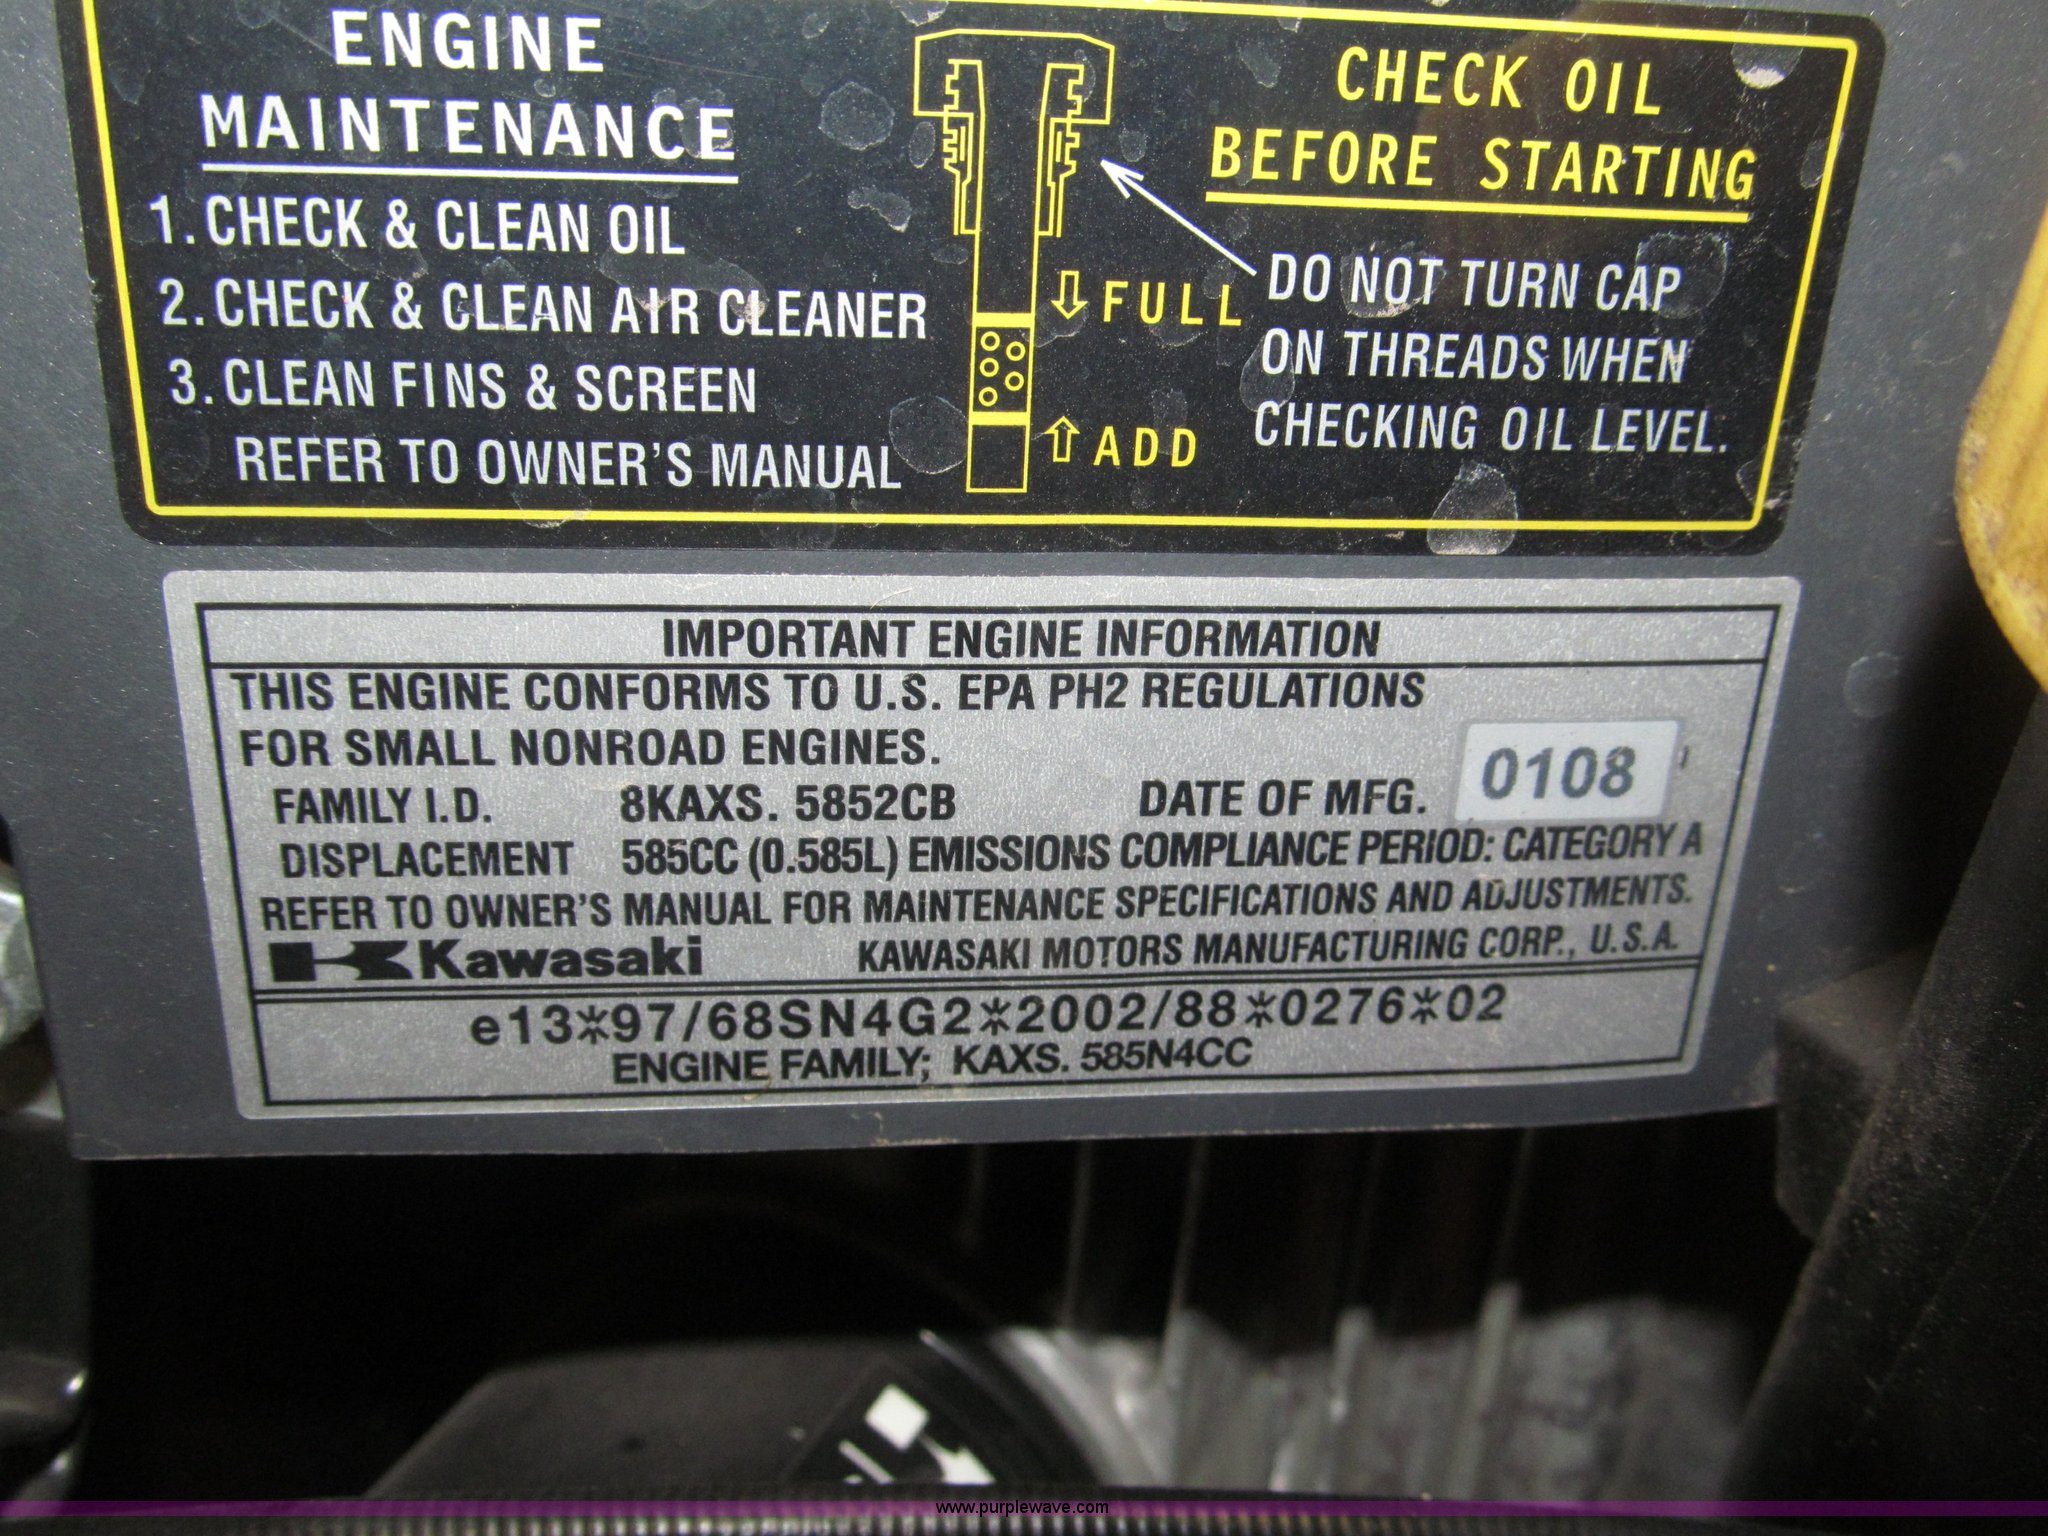 ENGINE
MAINTENANCE
1. CHECK & CLEAN OIL
2. CHECK & CLEAN AIR CLEANER
3. CLEAN FINS & SCREEN
REFER TO OWNER'S MANUAL
FULL
ADD
CHECK OIL
BEFORE STARTING
DO NOT TURN CAP
ON THREADS WHEN
CHECKING OIL LEVEL.
IMPORTANT ENGINE INFORMATION
THIS ENGINE CONFORMS TO U.S. EPA PH2 REGULATIONS
FOR SMALL NONROAD ENGINES.
FAMILY I.D. 8KAXS. 5852CB DATE OF MFG. 0108
DISPLACEMENT 585CC (0.585L) EMISSIONS COMPLIANCE PERIOD: CATEGORY A
REFER TO OWNER'S MANUAL FOR MAINTENANCE SPECIFICATIONS AND ADJUSTMENTS.
Kawasaki KAWASAKI MOTORS MANUFACTURING CORP., U.S.A.
e13*97/68SN4G2*2002/88*0276*02
ENGINE FAMILY; KAXS. 585N4CC
www.purplewave.com